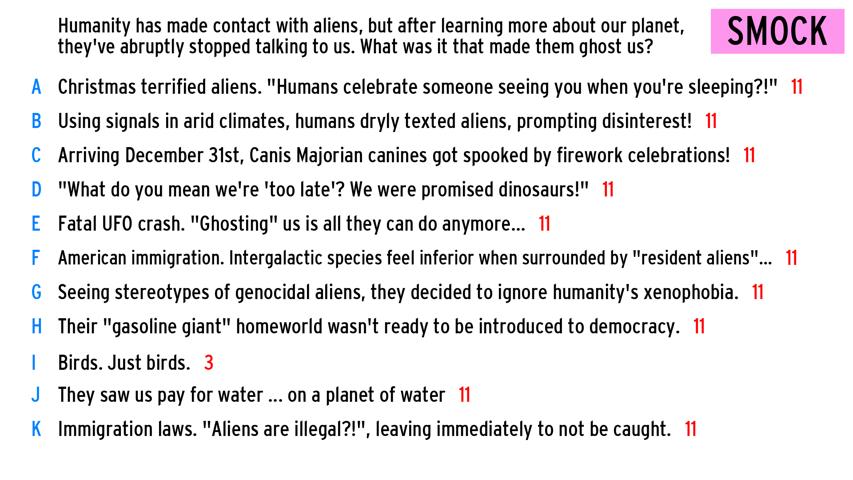 Humanity has made contact with aliens, but after learning more about our planet,
they've abruptly stopped talking to us. What was it that made them ghost us?
SMOCK
A Christmas terrified aliens. "Humans celebrate someone seeing you when you're sleeping?!" 11
B Using signals in arid climates, humans dryly texted aliens, prompting disinterest! 11
C Arriving December 31st, Canis Majorian canines got spooked by firework celebrations! 11
D "What do you mean we're 'too late'? We were promised dinosaurs!" 11
E Fatal UFO crash. "Ghosting" us is all they can do anymore... 11
F American immigration. Intergalactic species feel inferior when surrounded by "resident aliens"... 11
G Seeing stereotypes of genocidal aliens, they decided to ignore humanity's xenophobia. 11
H Their "gasoline giant" homeworld wasn't ready to be introduced to democracy. 11
I Birds. Just birds. 3
J They saw us pay for water ... on a planet of water 11
K Immigration laws. "Aliens are illegal?!", leaving immediately to not be caught. 11